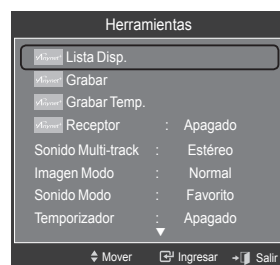 Herramientas
Lista Disp.
Grabar
Grabar Temp.
Receptor : Apagado
Sonido Multi-track : Estéreo
Imagen Modo : Normal
Sonido Modo : Favorito
Temporizador : Apagado
Mover Ingresar Salir